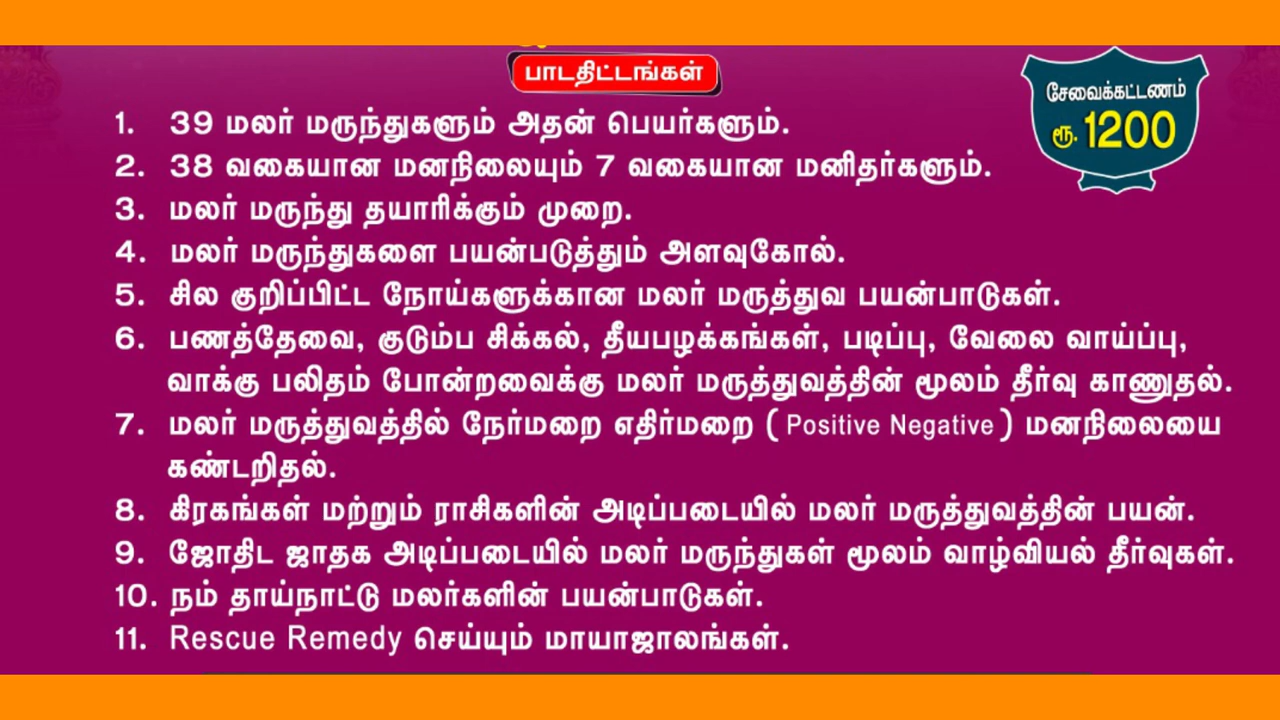 பாடதிட்டங்கள்
சேவைக்கட்டணம்
ரூ. 1200
1. 39 மலர் மருந்துகளும் அதன் பெயர்களும்.
2. 38 வகையான மனநிலையும் 7 வகையான மனிதர்களும்.
3. மலர் மருந்து தயாரிக்கும் முறை.
4. மலர் மருந்துகளை பயன்படுத்தும் அளவுகோல்.
5. சில குறிப்பிட்ட நோய்களுக்கான மலர் மருத்துவ பயன்பாடுகள்.
6. பணத்தேவை, குடும்ப சிக்கல், தீயபழக்கங்கள், படிப்பு, வேலை வாய்ப்பு,
வாக்கு பலிதம் போன்றவைக்கு மலர் மருத்துவத்தின் மூலம் தீர்வு காணுதல்.
7. மலர் மருத்துவத்தில் நேர்மறை எதிர்மறை ( Positive Negative ) மனநிலையை
கண்டறிதல்.
8. கிரகங்கள் மற்றும் ராசிகளின் அடிப்படையில் மலர் மருத்துவத்தின் பயன்.
9. ஜோதிட ஜாதக அடிப்படையில் மலர் மருந்துகள் மூலம் வாழ்வியல் தீர்வுகள்.
10. நம் தாய்நாட்டு மலர்களின் பயன்பாடுகள்.
11. Rescue Remedy செய்யும் மாயாஜாலங்கள்.